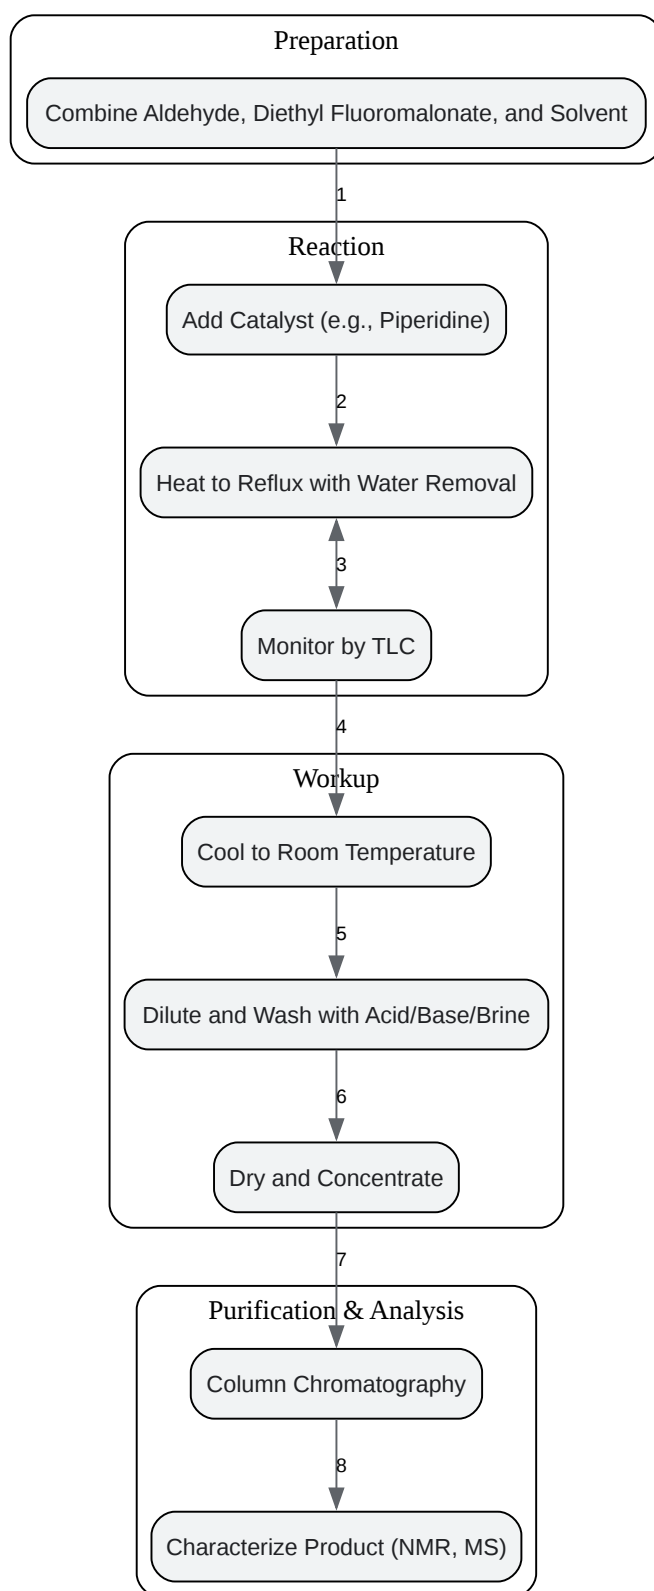 Preparation
Combine Aldehyde, Diethyl Fluoromalonate, and Solvent
1
Reaction
Add Catalyst (e.g., Piperidine)
2
Heat to Reflux with Water Removal
3
Monitor by TLC
4
Workup
Cool to Room Temperature
5
Dilute and Wash with Acid/Base/Brine
6
Dry and Concentrate
7
Purification & Analysis
Column Chromatography
8
Characterize Product (NMR, MS)